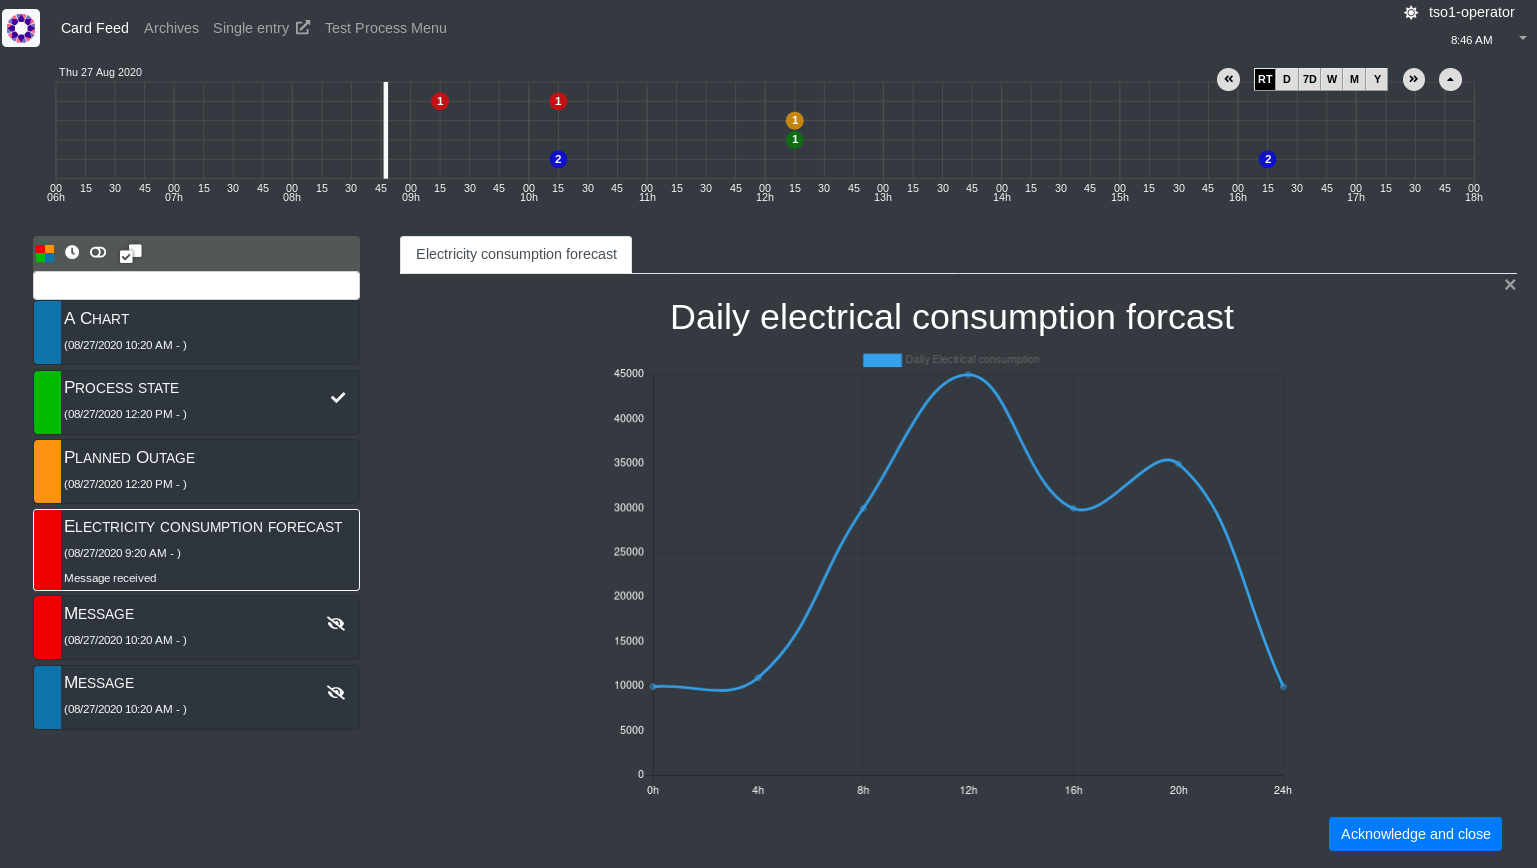 Card Feed Archives Single entry Test Process Menu
tso1-operator
8:46 AM
Thu 27 Aug 2020
RT D 7D W M Y
1 1
1
1
2 2
00 15 30 45 00 15 30 45 00 15 30 45 00 15 30 45 00 15 30 45 00 15 30 45 00 15 30 45 00 15 30 45 00 15 30 45 00 15 30 45 00 15 30 45 00 15 30 45 00
06h 07h 08h 09h 10h 11h 12h 13h 14h 15h 16h 17h 18h
A Chart
(08/27/2020 10:20 AM - )
Process state
(08/27/2020 12:20 PM - )
Planned Outage
(08/27/2020 12:20 PM - )
Electricity consumption forecast
(08/27/2020 9:20 AM - )
Message received
Message
(08/27/2020 10:20 AM - )
Message
(08/27/2020 10:20 AM - )
Electricity consumption forecast
×
Daily electrical consumption forcast
Daily Electrical consumption
45000
40000
35000
30000
25000
20000
15000
10000
5000
0
0h 4h 8h 12h 16h 20h 24h
Acknowledge and close